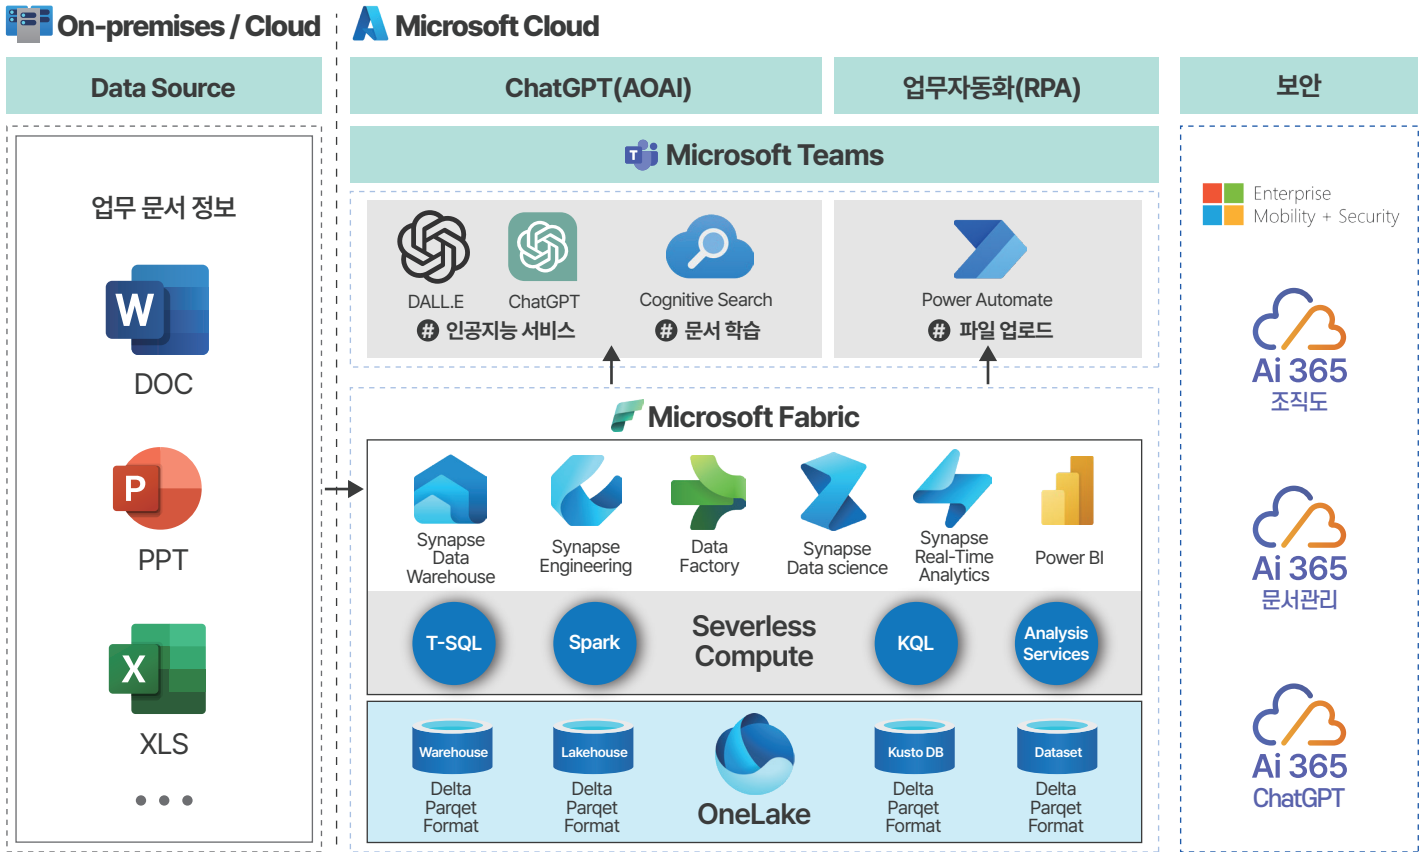 On-premises / Cloud
Microsoft Cloud
Data Source
ChatGPT(AOAI)
업무자동화(RPA)
보안
업무 문서 정보
W
DOC
P
PPT
X
XLS
T
Microsoft Teams
DALL.E
ChatGPT
Cognitive Search
# 인공지능 서비스
# 문서 학습
Power Automate
# 파일 업로드
Microsoft Fabric
Synapse
Data
Warehouse
Synapse
Engineering
Data
Factory
Synapse
Data science
Synapse
Real-Time
Analytics
Power BI
T-SQL
Spark
Severless
Compute
KQL
Analysis
Services
Warehouse
Delta
Parqet
Format
Lakehouse
Delta
Parqet
Format
OneLake
Kusto DB
Delta
Parqet
Format
Dataset
Delta
Parqet
Format
Enterprise
Mobility + Security
Ai 365
조직도
Ai 365
문서관리
Ai 365
ChatGPT